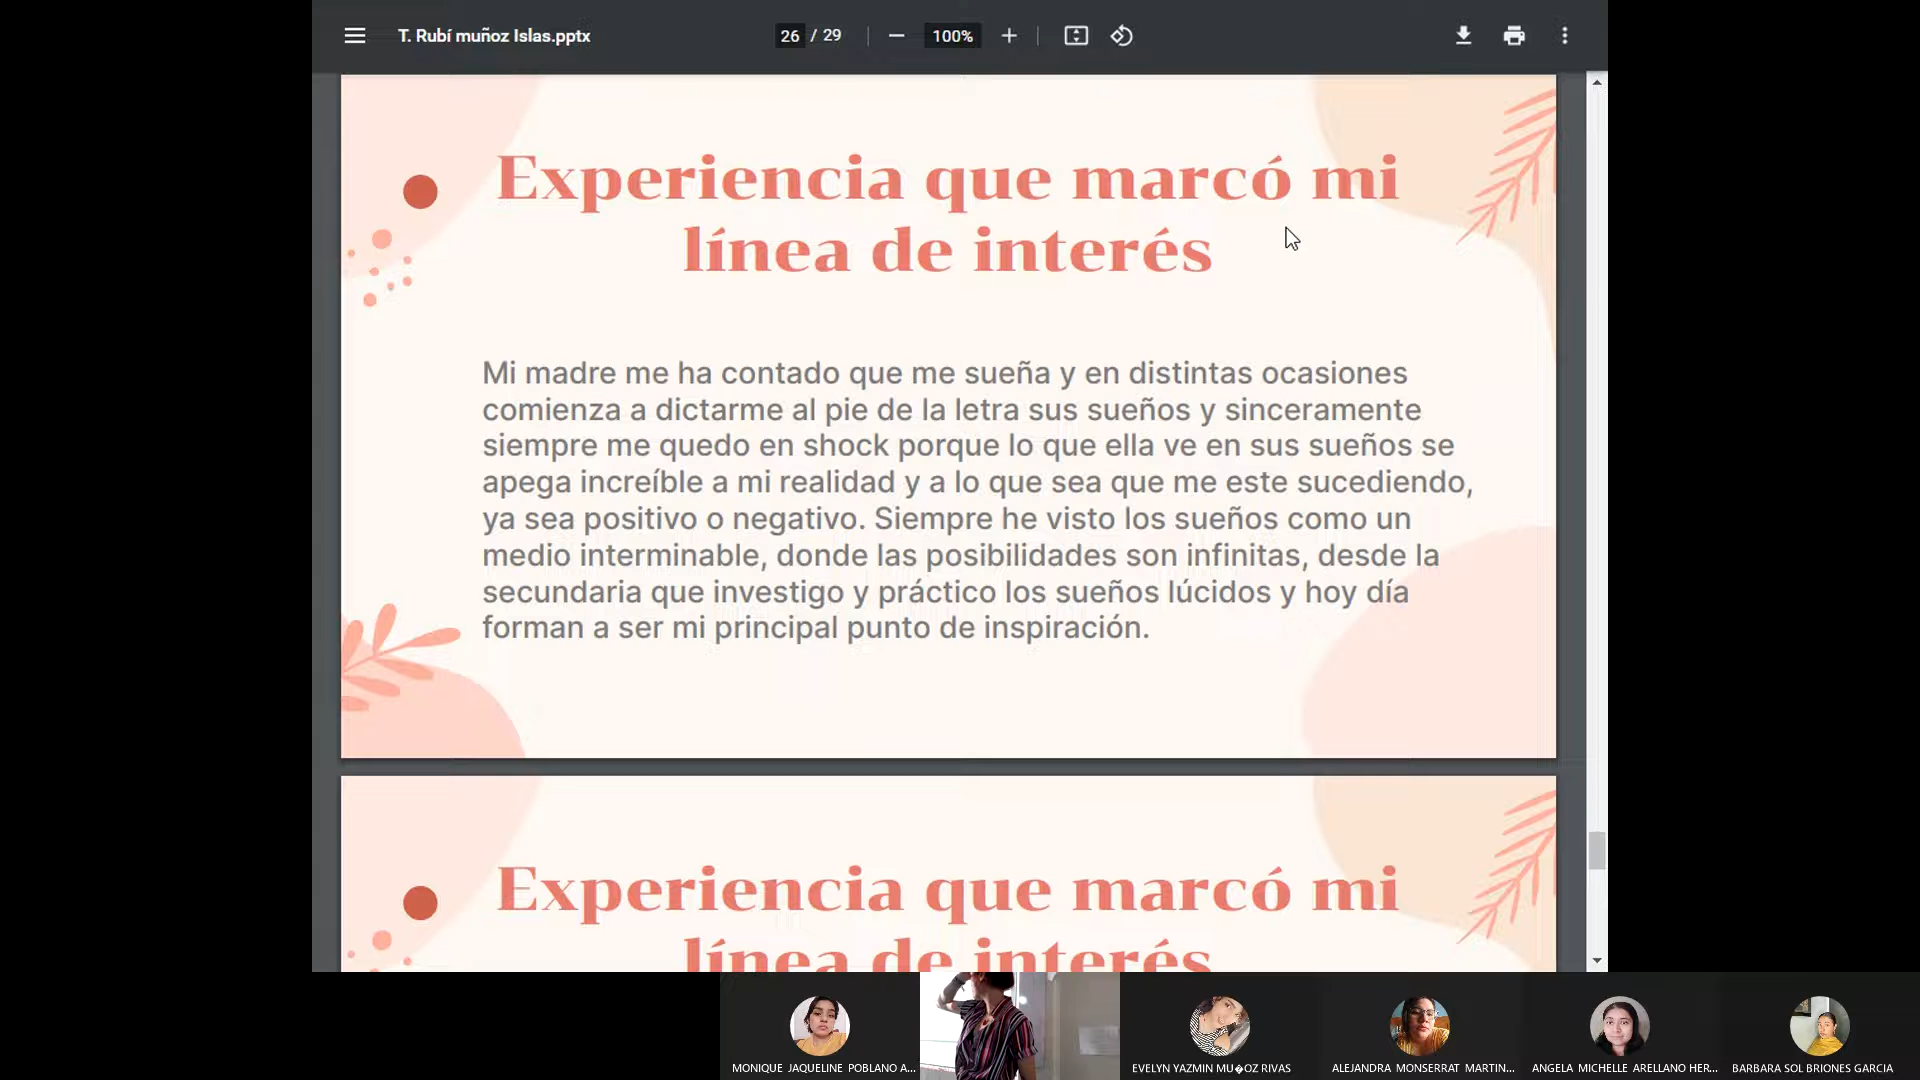 T. Rubí muñoz Islas.pptx
26 / 29
100%
Experiencia que marcó mi
línea de interés
Mi madre me ha contado que me sueña y en distintas ocasiones
comienza a dictarme al pie de la letra sus sueños y sinceramente
siempre me quedo en shock porque lo que ella ve en sus sueños se
apega increíble a mi realidad y a lo que sea que me este sucediendo,
ya sea positivo o negativo. Siempre he visto los sueños como un
medio interminable, donde las posibilidades son infinitas, desde la
secundaria que investigo y práctico los sueños lúcidos y hoy día
forman a ser mi principal punto de inspiración.
Experiencia que marcó mi
línea de interés
MONIQUE JAQUELINE POBLANO A...
EVELYN YAZMIN MU�OZ RIVAS
ALEJANDRA MONSERRAT MARTIN...
ANGELA MICHELLE ARELLANO HER...
BARBARA SOL BRIONES GARCIA